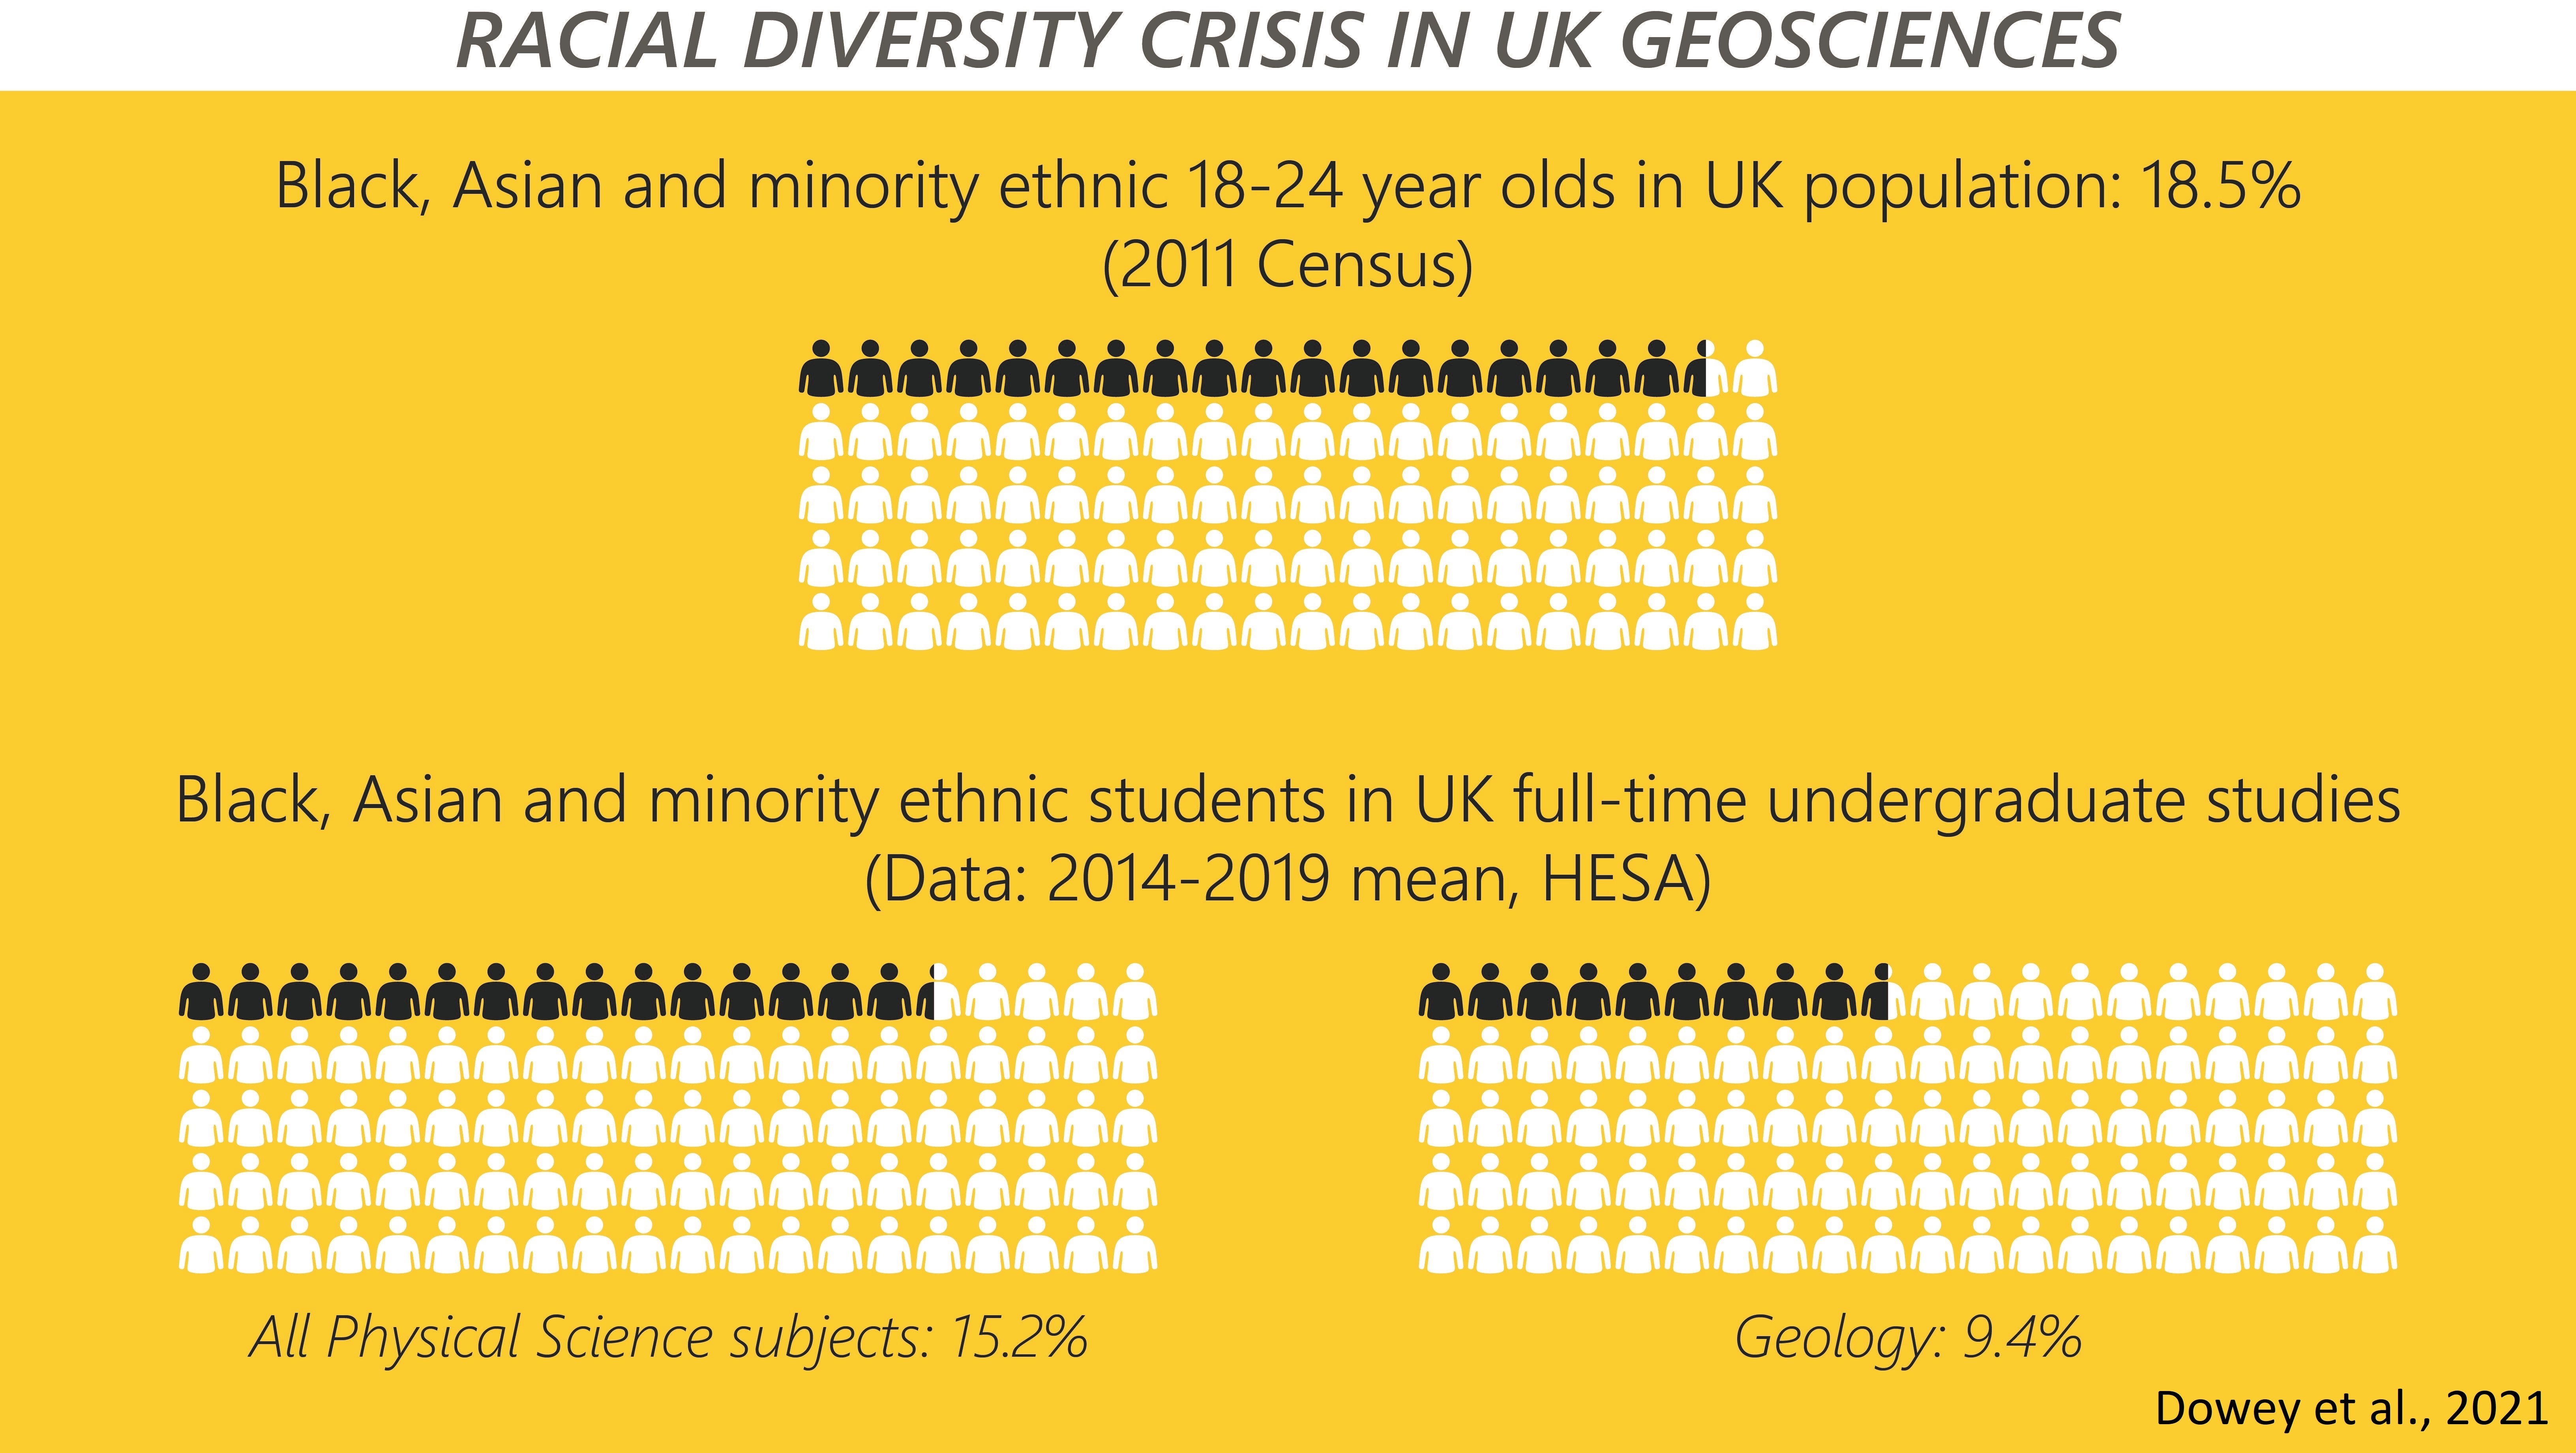 RACIAL DIVERSITY CRISIS IN UK GEOSCIENCES
Black, Asian and minority ethnic 18-24 year olds in UK population: 18.5%
(2011 Census)
Black, Asian and minority ethnic students in UK full-time undergraduate studies
(Data: 2014-2019 mean, HESA)
All Physical Science subjects: 15.2%
Geology: 9.4%
Dowey et al., 2021